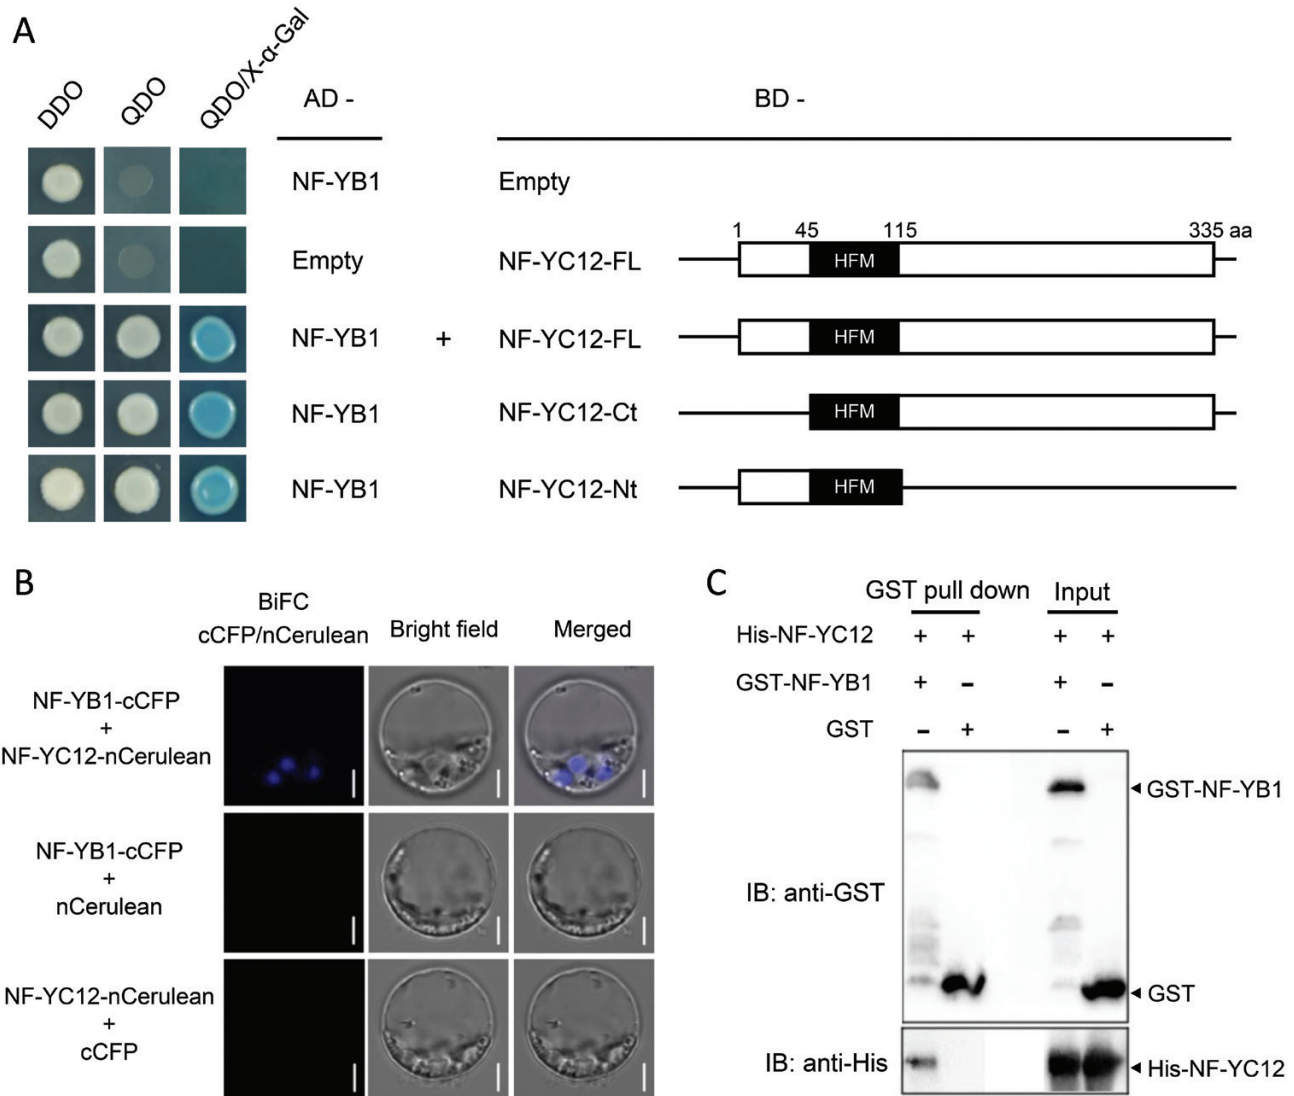 A
DDO QDO QDO/X-α-Gal AD - BD -
NF-YB1 Empty
1 45 115 335 aa
Empty NF-YC12-FL HFM
NF-YB1 + NF-YC12-FL HFM
NF-YB1 NF-YC12-Ct HFM
NF-YB1 NF-YC12-Nt HFM
B
BiFC
cCFP/nCerulean Bright field Merged
NF-YB1-cCFP
+
NF-YC12-nCerulean
NF-YB1-cCFP
+
nCerulean
NF-YC12-nCerulean
+
cCFP
C
GST pull down Input
His-NF-YC12 + + + +
GST-NF-YB1 + - + -
GST - + - +
GST-NF-YB1
IB: anti-GST
GST
IB: anti-His His-NF-YC12